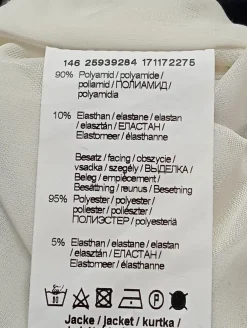 146 25939284 171172275
90% Polyamid / polyamide /
poliamid / ПОЛИАМИД /
polyamidia
10% Elasthan / elastane / elastan
/ elasztán / ЕЛАСТАН /
Elastomeer / élasthanne
Besatz / facing / obszycie /
vsadka / szegély / ВЫДЕЛКА /
Beleg / emplècement /
Besättning / reunus / Besetning
95% Polyester / polyester /
poliester / poliészter /
ПОЛИЭСТЕР / polyesteriä
5% Elasthan / elastane / elastan
/ elasztán / ЕЛАСТАН /
Elastomeer / élasthanne
Jacke / jacket / kurtka /